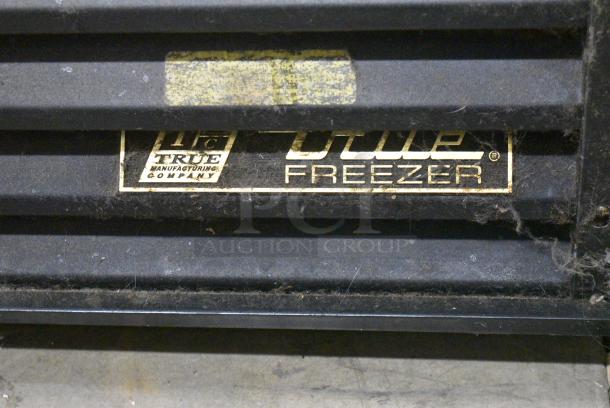 True®
TRUE
MANUFACTURING
COMPANY
FREEZER
PCI
AUCTION GROUP